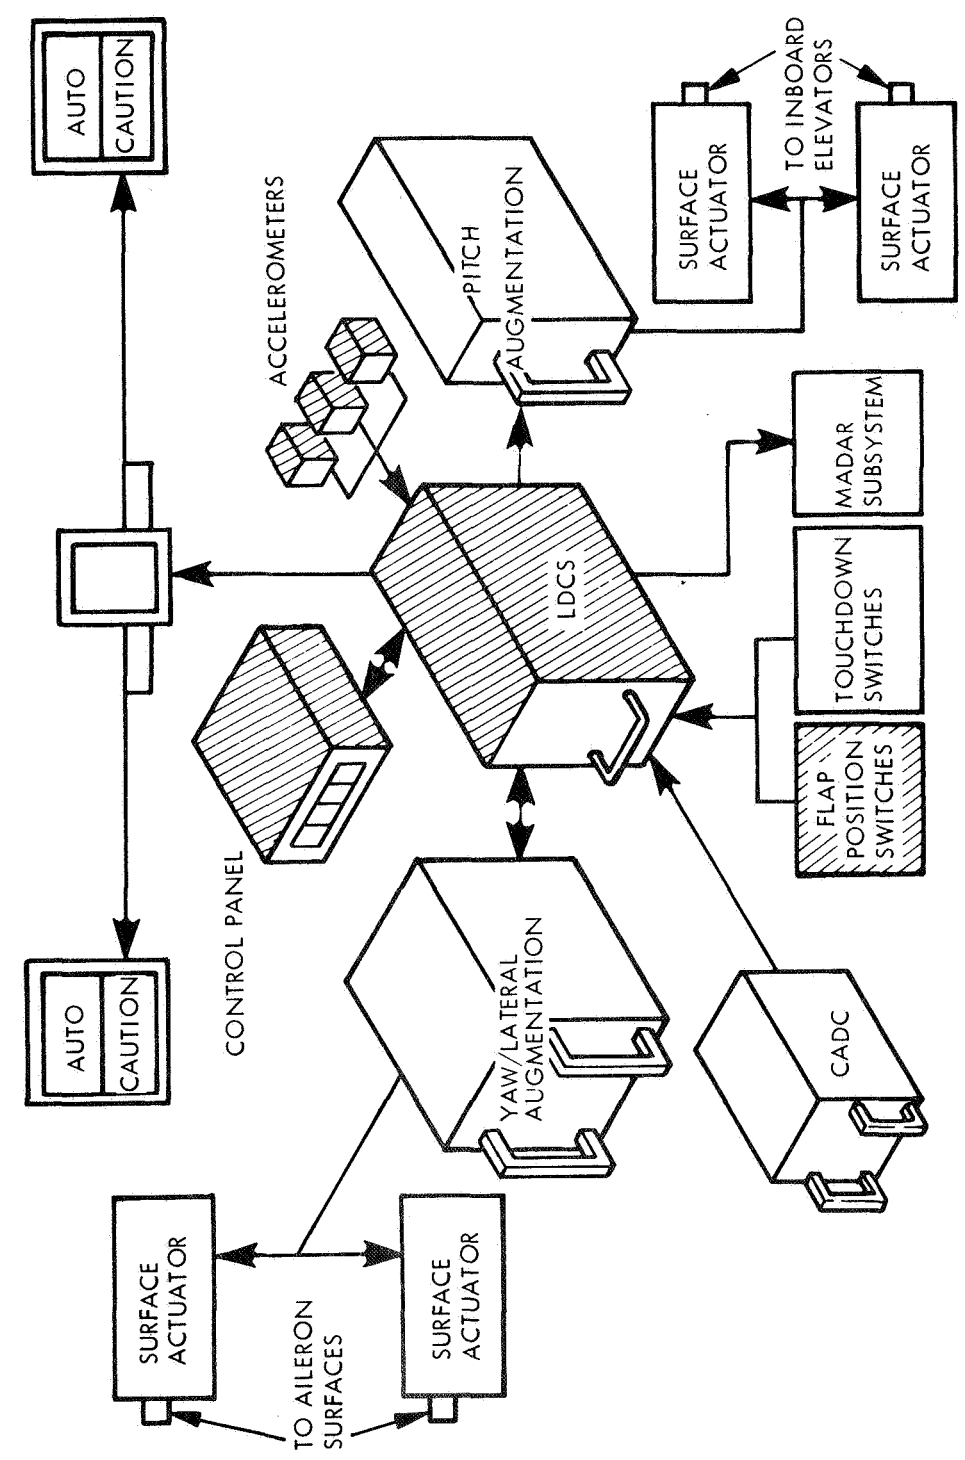 AUTO
CAUTION
AUTO
CAUTION
SURFACE
ACTUATOR
TO AILERON
SURFACES
SURFACE
ACTUATOR
CONTROL PANEL
ACCELEROMETERS
YAW/LATERAL
AUGMENTATION
LDCS
PITCH
AUGMENTATION
CADC
FLAP
POSITION
SWITCHES
TOUCHDOWN
SWITCHES
MADAR
SUBSYSTEM
SURFACE
ACTUATOR
TO INBOARD
ELEVATORS
SURFACE
ACTUATOR